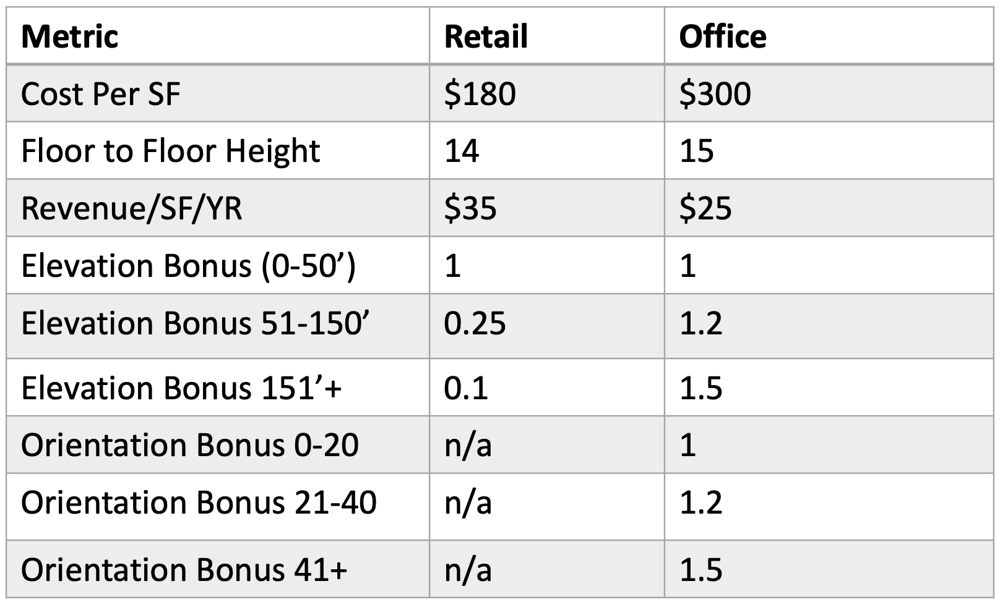 Metric Retail Office
Cost Per SF $180 $300
Floor to Floor Height 14 15
Revenue/SF/YR $35 $25
Elevation Bonus (0-50’) 1 1
Elevation Bonus 51-150’ 0.25 1.2
Elevation Bonus 151’+ 0.1 1.5
Orientation Bonus 0-20 n/a 1
Orientation Bonus 21-40 n/a 1.2
Orientation Bonus 41+ n/a 1.5